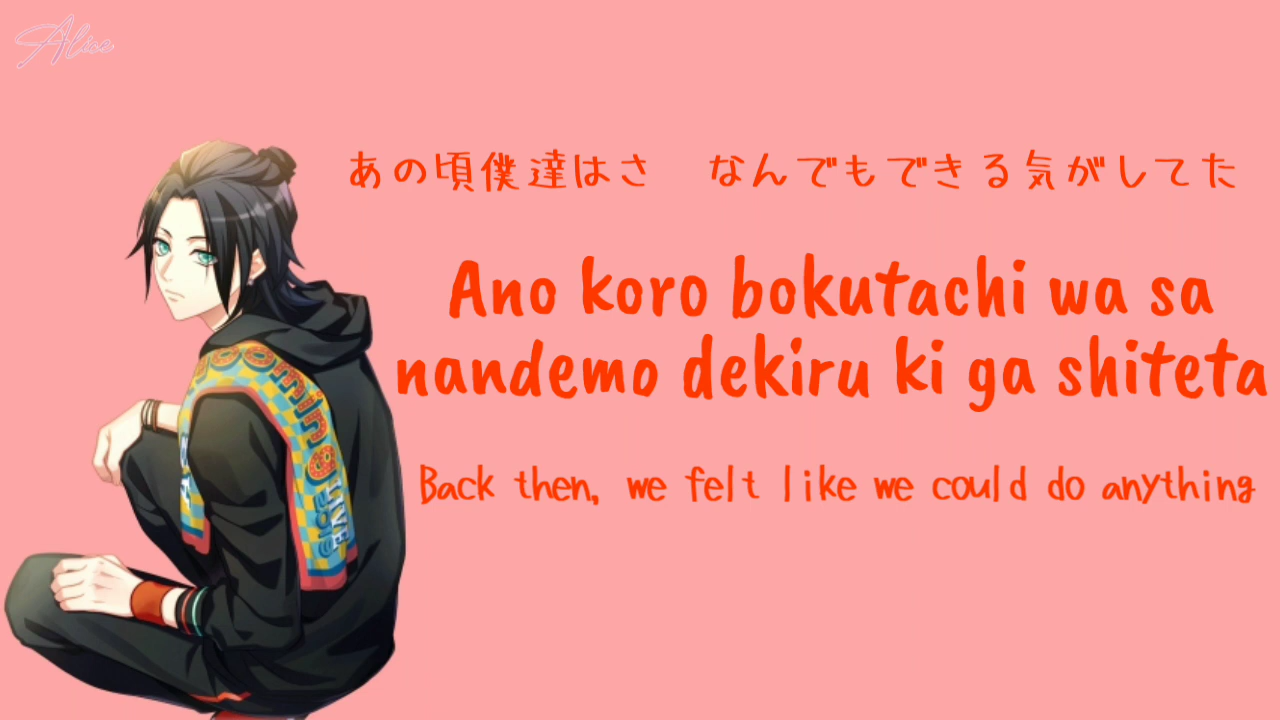 Alice
あの頃僕達はさ　なんでもできる気がしてた
Ano koro bokutachi wa sa
nandemo dekiru ki ga shiteta
Back then, we felt like we could do anything
LIVE